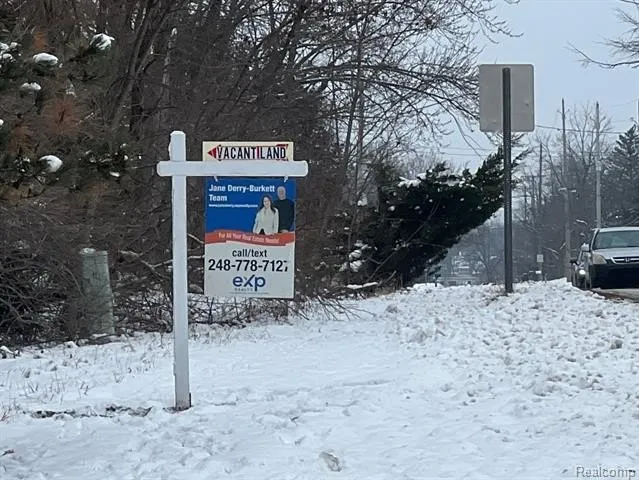 VACANT LAND
Jane Derry-Burkett
Team
For All Your Real Estate Needs!
call/text
248-778-7127
exp
REALTY
Realcomp